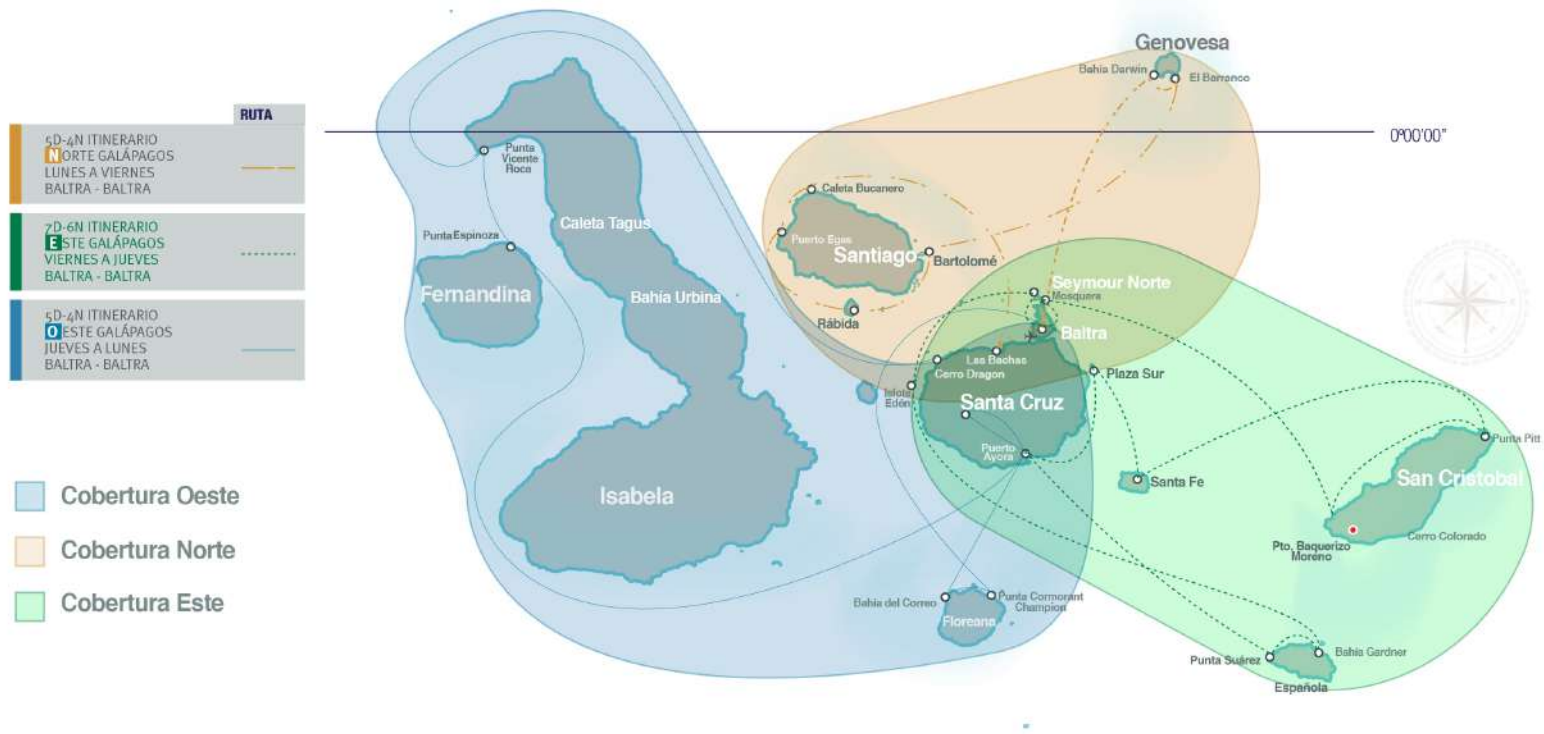 RUTA
5D-4N ITINERARIO
NORTE GALÁPAGOS
LUNES A VIERNES
BALTRA - BALTRA
7D-6N ITINERARIO
ESTE GALÁPAGOS
VIERNES A JUEVES
BALTRA - BALTRA
5D-4N ITINERARIO
OESTE GALÁPAGOS
JUEVES A LUNES
BALTRA - BALTRA
Cobertura Oeste
Cobertura Norte
Cobertura Este
Genovesa
Bahía Darwin
El Barranco
0º00'00"
Punta
Vicente
Roca
Caleta Tagus
Punta Espinoza
Fernandina
Bahía Urbina
Isabela
Caleta Bucanero
Puerto Egas
Santiago
Bartolomé
Rábida
Seymour Norte
Mosquera
Baltra
Las Bachas
Cerro Dragon
Islote
Edén
Santa Cruz
Plaza Sur
Puerto
Ayora
Santa Fe
Punta Pitt
San Cristobal
Pto. Baquerizo
Moreno
Cerro Colorado
Bahía del Correo
Punta Cormorant
Champion
Floreana
Punta Suárez
Bahía Gardner
Española